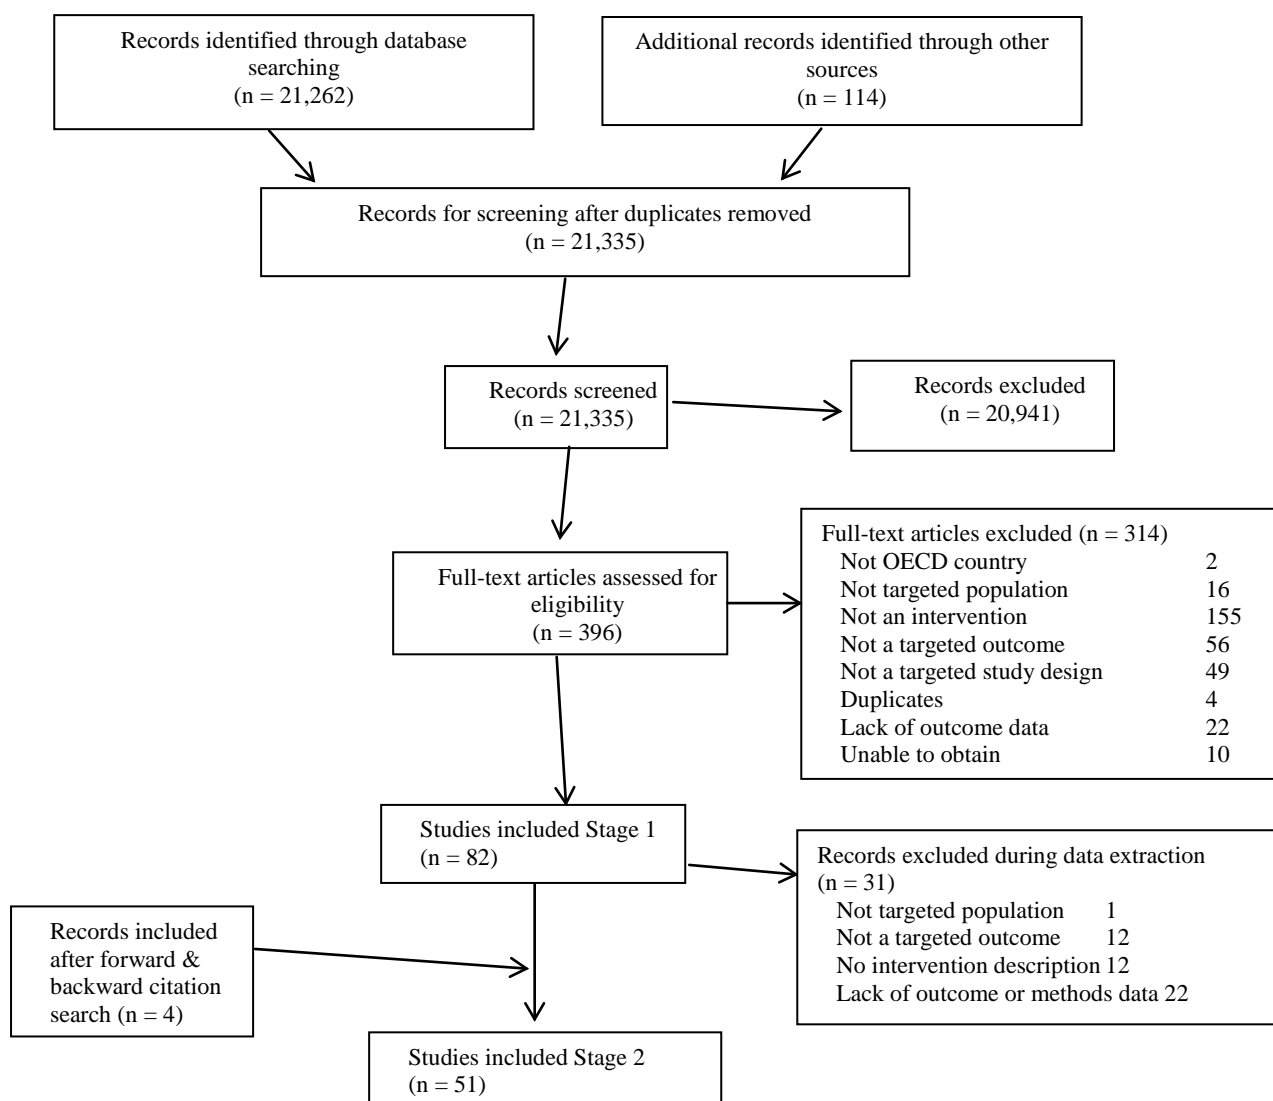 Records identified through database
searching
(n = 21,262)
Additional records identified through other
sources
(n = 114)
Records for screening after duplicates removed
(n = 21,335)
Records screened
(n = 21,335)
Records excluded
(n = 20,941)
Full-text articles assessed for
eligibility
(n = 396)
Full-text articles excluded (n = 314)
Not OECD country 2
Not targeted population 16
Not an intervention 155
Not a targeted outcome 56
Not a targeted study design 49
Duplicates 4
Lack of outcome data 22
Unable to obtain 10
Studies included Stage 1
(n = 82)
Records excluded during data extraction
(n = 31)
Not targeted population 1
Not a targeted outcome 12
No intervention description 12
Lack of outcome or methods data 22
Records included
after forward &
backward citation
search (n = 4)
Studies included Stage 2
(n = 51)